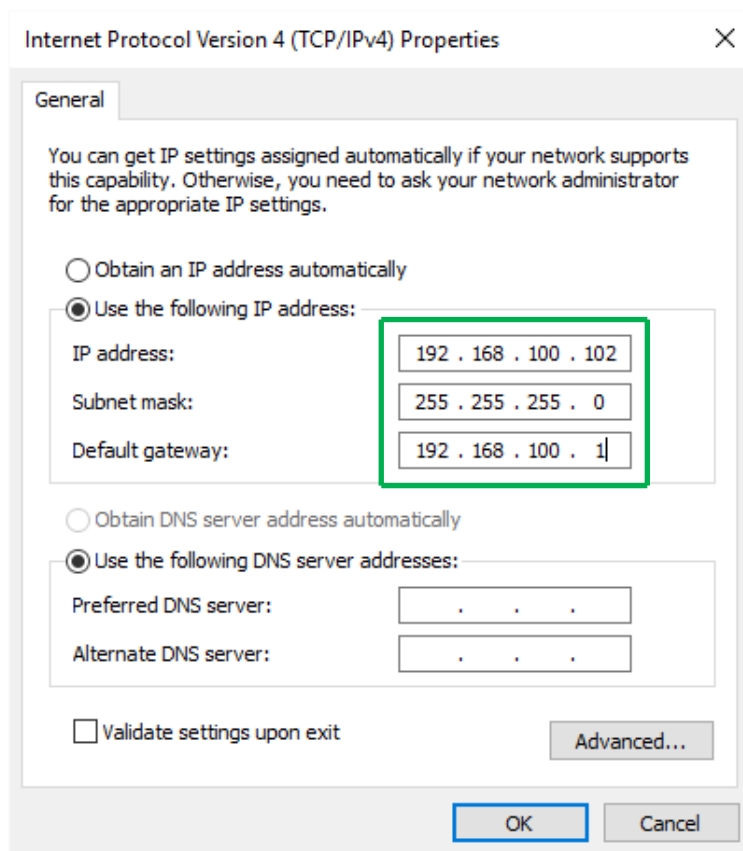 Internet Protocol Version 4 (TCP/IPv4) Properties
General
You can get IP settings assigned automatically if your network supports
this capability. Otherwise, you need to ask your network administrator
for the appropriate IP settings.
Obtain an IP address automatically
Use the following IP address:
IP address: 192 . 168 . 100 . 102
Subnet mask: 255 . 255 . 255 . 0
Default gateway: 192 . 168 . 100 . 1
Obtain DNS server address automatically
Use the following DNS server addresses:
Preferred DNS server: . . .
Alternate DNS server: . . .
Validate settings upon exit
Advanced...
OK Cancel